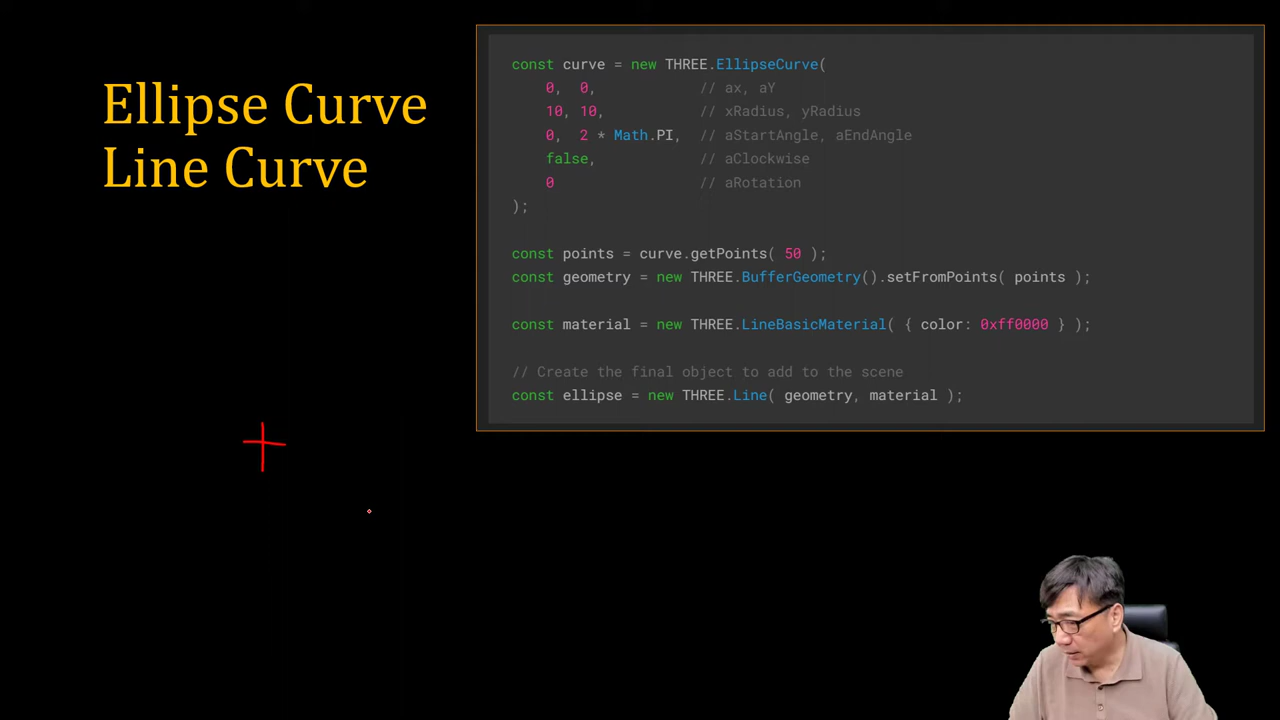 Ellipse Curve
Line Curve
const curve = new THREE.EllipseCurve(
0, 0, // ax, aY
10, 10, // xRadius, yRadius
0, 2 * Math.PI, // aStartAngle, aEndAngle
false, // aClockwise
0 // aRotation
);
const points = curve.getPoints( 50 );
const geometry = new THREE.BufferGeometry().setFromPoints( points );
const material = new THREE.LineBasicMaterial( { color: 0xff0000 } );
// Create the final object to add to the scene
const ellipse = new THREE.Line( geometry, material );